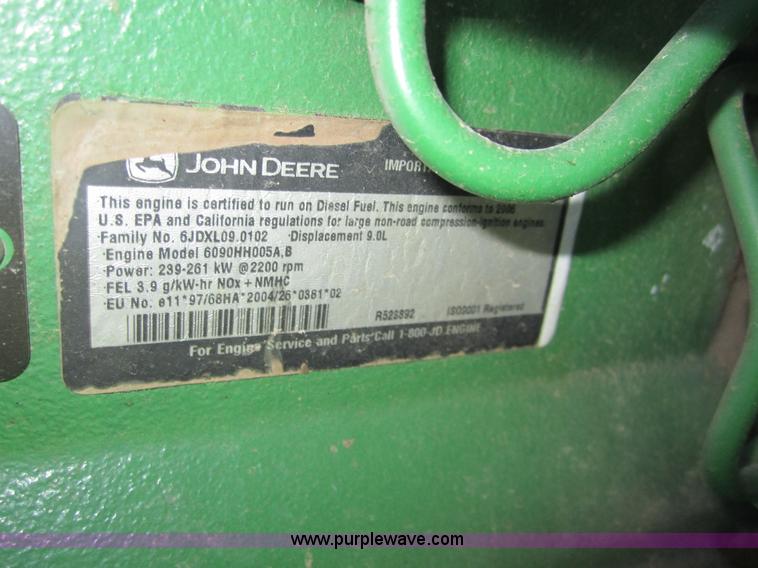 JOHN DEERE IMPORT
This engine is certified to run on Diesel Fuel. This engine conforms to 2006
U.S. EPA and California regulations for large non-road compression-ignition engines.
Family No. 6JDXL09.0102 Displacement 9.0L
Engine Model 6090HH005A,B
Power: 239-261 kW @2200 rpm
FEL 3.9 g/kW-hr NOx + NMHC
EU No. e11*97/68HA*2004/26*0361*02
R528892 ISO9001 Registered
For Engine Service and Parts Call 1-800-JD ENGINE
www.purplewave.com